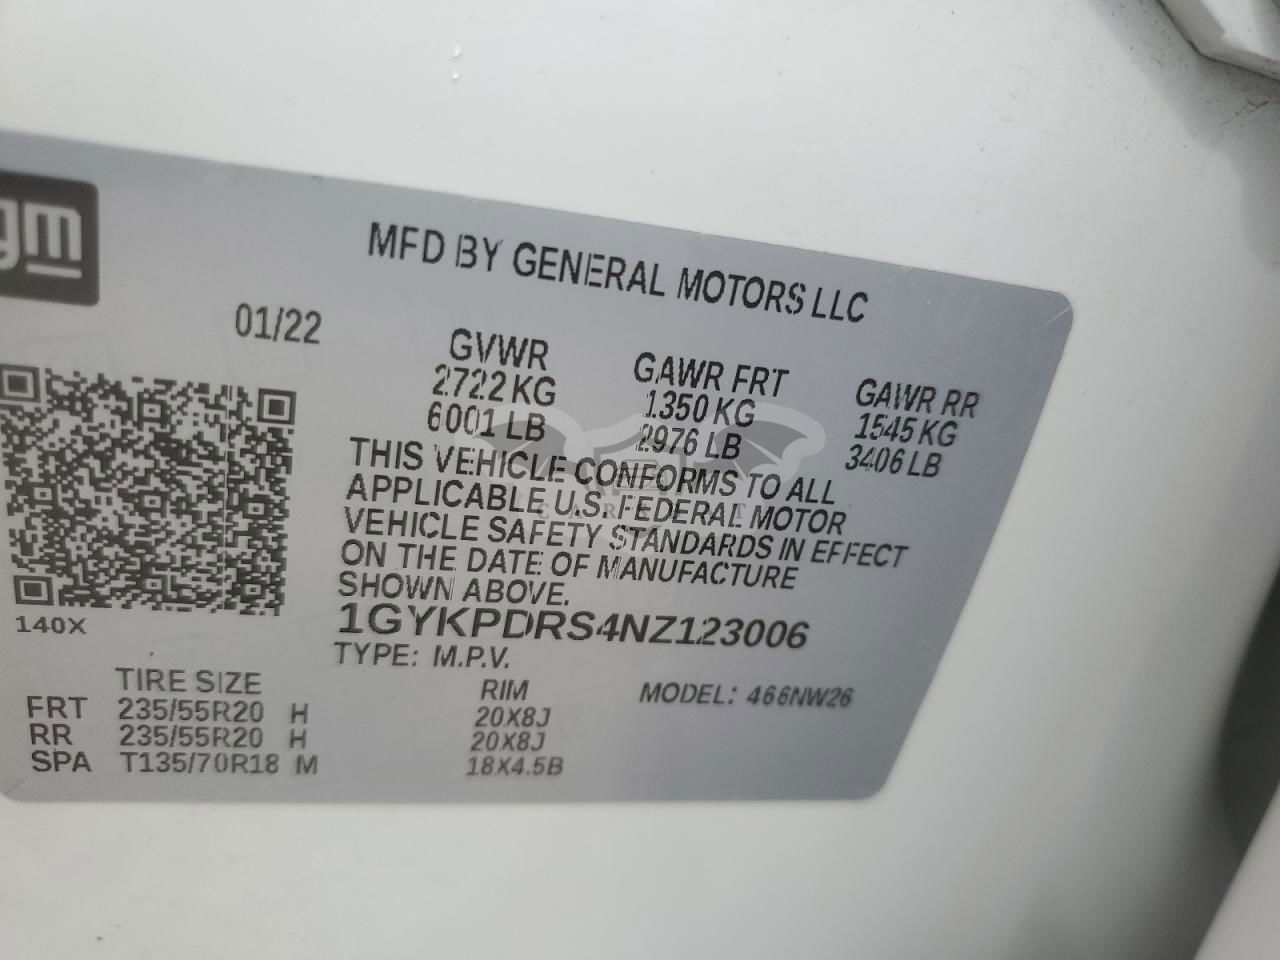 gm
MFD BY GENERAL MOTORS LLC
01/22
GVWR GAWR FRT GAWR RR
2722 KG 1350 KG 1545 KG
6001 LB 2976 LB 3406 LB
THIS VEHICLE CONFORMS TO ALL
APPLICABLE U.S. FEDERAL MOTOR
VEHICLE SAFETY STANDARDS IN EFFECT
ON THE DATE OF MANUFACTURE
SHOWN ABOVE.
1GYKPDRS4NZ123006
TYPE: M.P.V.
140X
TIRE SIZE RIM MODEL: 466NW26
FRT 235/55R20 H 20X8J
RR 235/55R20 H 20X8J
SPA T135/70R18 M 18X4.5B